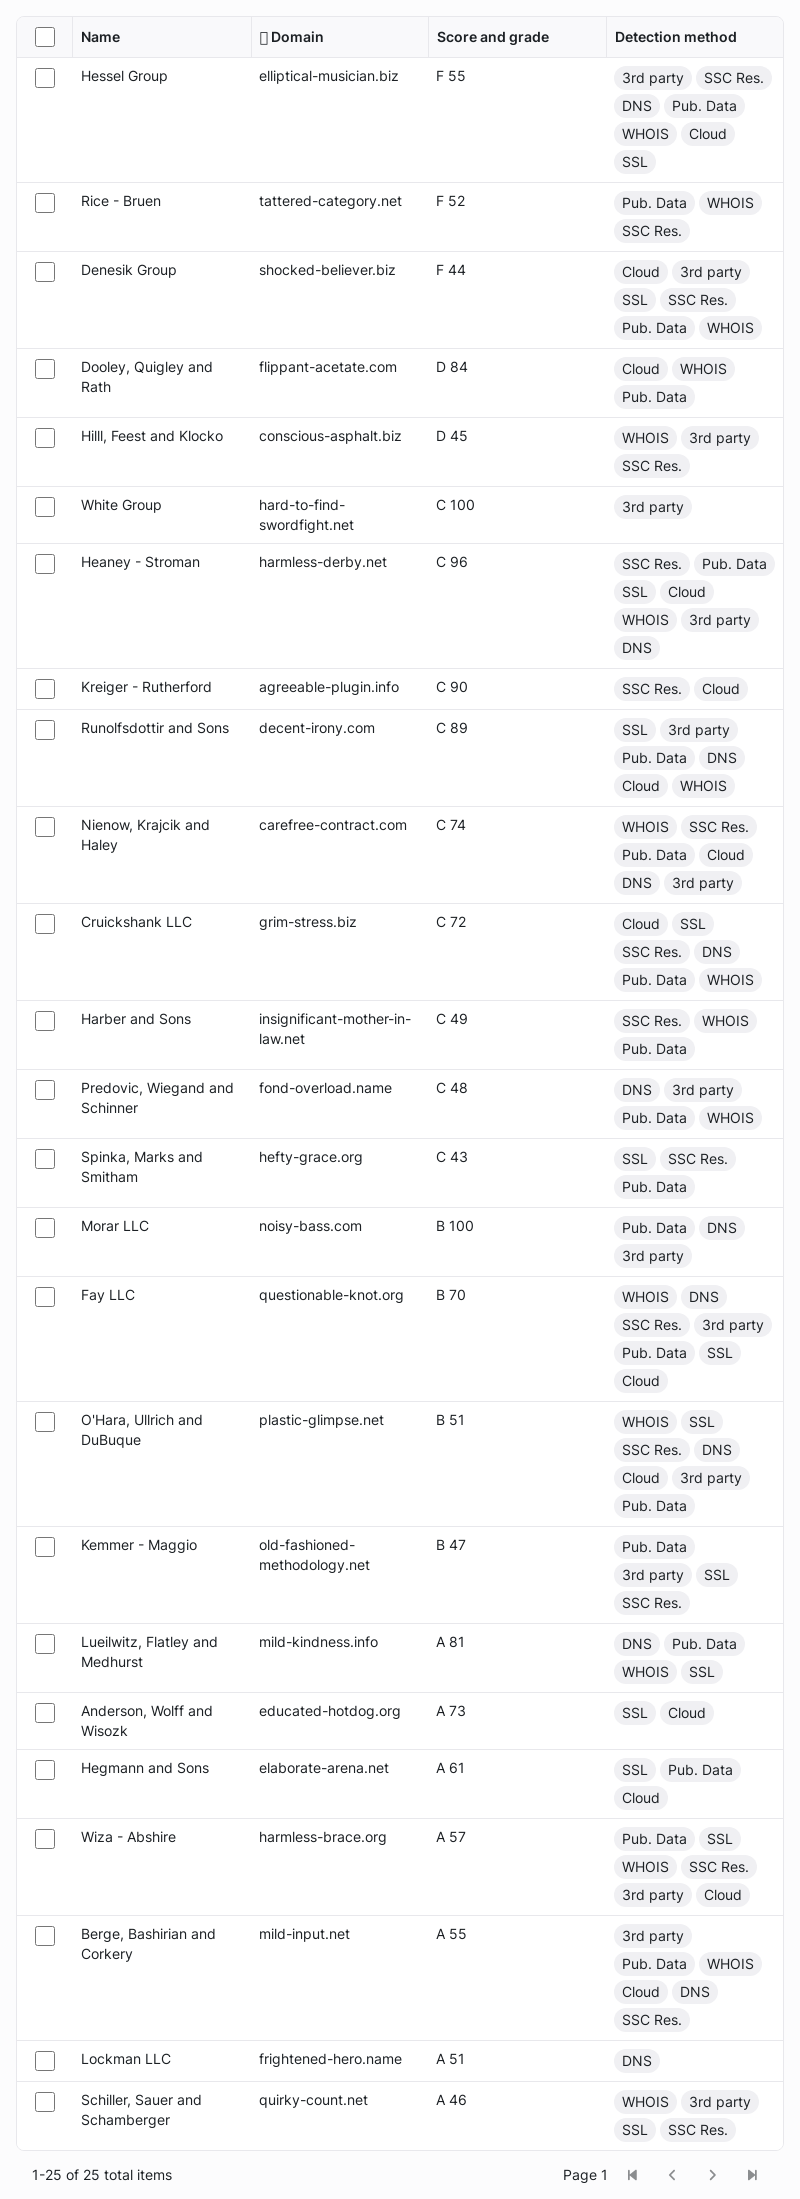 Name Domain Score and grade Detection method
Hessel Group elliptical-musician.biz F 55 3rd party SSC Res.
DNS Pub. Data
WHOIS Cloud
SSL
Rice - Bruen tattered-category.net F 52 Pub. Data WHOIS
SSC Res.
Denesik Group shocked-believer.biz F 44 Cloud 3rd party
SSL SSC Res.
Pub. Data WHOIS
Dooley, Quigley and flippant-acetate.com D 84 Cloud WHOIS
Rath Pub. Data
Hilll, Feest and Klocko conscious-asphalt.biz D 45 WHOIS 3rd party
SSC Res.
White Group hard-to-find- C 100 3rd party
swordfight.net
Heaney - Stroman harmless-derby.net C 96 SSC Res. Pub. Data
SSL Cloud
WHOIS 3rd party
DNS
Kreiger - Rutherford agreeable-plugin.info C 90 SSC Res. Cloud
Runolfsdottir and Sons decent-irony.com C 89 SSL 3rd party
Pub. Data DNS
Cloud WHOIS
Nienow, Krajcik and carefree-contract.com C 74 WHOIS SSC Res.
Haley Pub. Data Cloud
DNS 3rd party
Cruickshank LLC grim-stress.biz C 72 Cloud SSL
SSC Res. DNS
Pub. Data WHOIS
Harber and Sons insignificant-mother-in- C 49 SSC Res. WHOIS
law.net Pub. Data
Predovic, Wiegand and fond-overload.name C 48 DNS 3rd party
Schinner Pub. Data WHOIS
Spinka, Marks and hefty-grace.org C 43 SSL SSC Res.
Smitham Pub. Data
Morar LLC noisy-bass.com B 100 Pub. Data DNS
3rd party
Fay LLC questionable-knot.org B 70 WHOIS DNS
SSC Res. 3rd party
Pub. Data SSL
Cloud
O'Hara, Ullrich and plastic-glimpse.net B 51 WHOIS SSL
DuBuque SSC Res. DNS
Cloud 3rd party
Pub. Data
Kemmer - Maggio old-fashioned- B 47 Pub. Data
methodology.net 3rd party SSL
SSC Res.
Lueilwitz, Flatley and mild-kindness.info A 81 DNS Pub. Data
Medhurst WHOIS SSL
Anderson, Wolff and educated-hotdog.org A 73 SSL Cloud
Wisozk
Hegmann and Sons elaborate-arena.net A 61 SSL Pub. Data
Cloud
Wiza - Abshire harmless-brace.org A 57 Pub. Data SSL
WHOIS SSC Res.
3rd party Cloud
Berge, Bashirian and mild-input.net A 55 3rd party
Corkery Pub. Data WHOIS
Cloud DNS
SSC Res.
Lockman LLC frightened-hero.name A 51 DNS
Schiller, Sauer and quirky-count.net A 46 WHOIS 3rd party
Schamberger SSL SSC Res.
1-25 of 25 total items Page 1